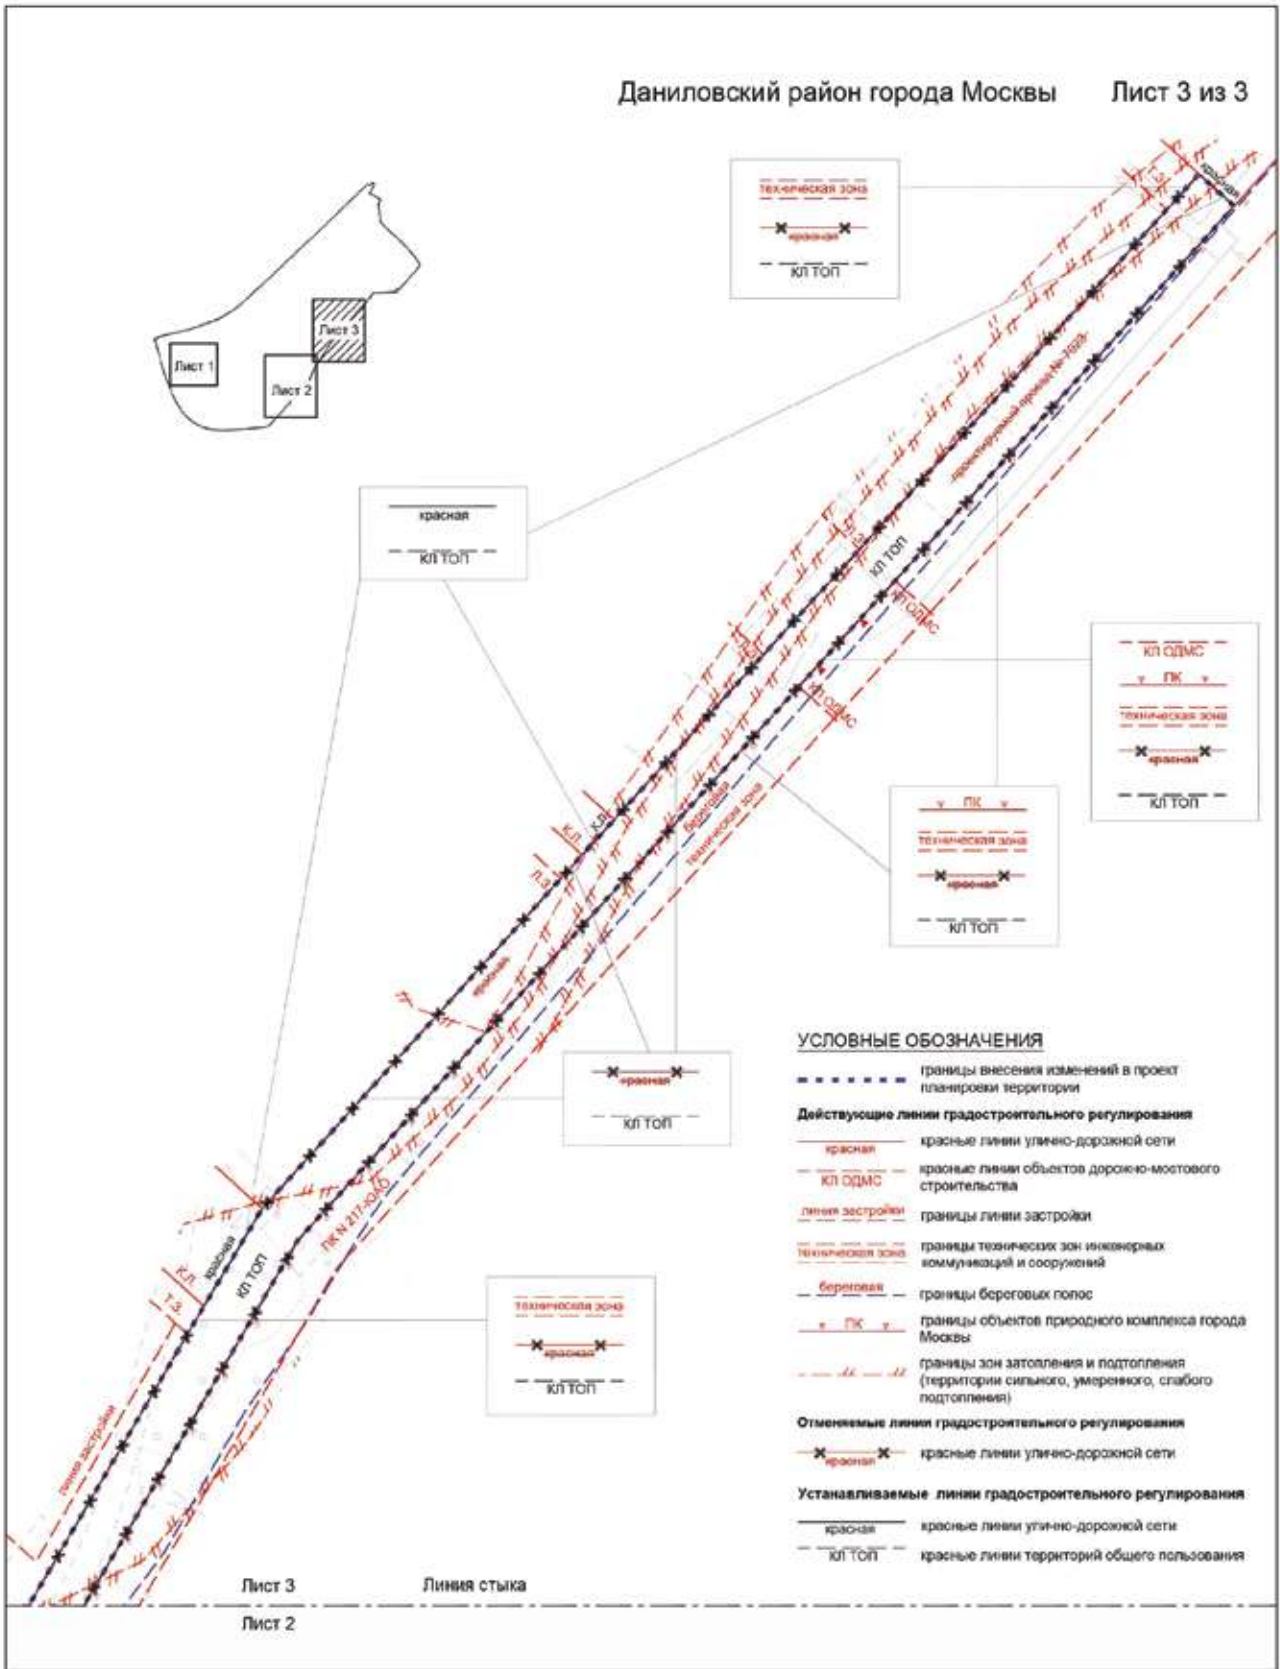 Даниловский район города Москвы Лист 3 из 3
техническая зона
красная
КЛ ТОП
красная
Т.З.
Лист 3
Лист 1
Лист 2
проектируемый проезд № 7023
красная
КЛ ТОП
КЛ ТОП
КЛ ОДМС
КЛ ОДМС
КЛ ОДМС
ПК
техническая зона
красная
КЛ ТОП
ПК
техническая зона
красная
КЛ ТОП
береговая
техническая зона
К.Л.
К.Л.
Л.З.
красная
красная
КЛ ТОП
ПК N 217-ЮАО
красная
КЛ ТОП
К.Л.
Т.З.
техническая зона
красная
КЛ ТОП
линия застройки
УСЛОВНЫЕ ОБОЗНАЧЕНИЯ
границы внесения изменений в проект
планировки территории
Действующие линии градостроительного регулирования
красная красные линии улично-дорожной сети
КЛ ОДМС красные линии объектов дорожно-мостового
строительства
линия застройки границы линии застройки
техническая зона границы технических зон инженерных
коммуникаций и сооружений
береговая границы береговых полос
ПК границы объектов природного комплекса города
Москвы
границы зон затопления и подтопления
(территории сильного, умеренного, слабого
подтопления)
Отменяемые линии градостроительного регулирования
красная красные линии улично-дорожной сети
Устанавливаемые линии градостроительного регулирования
красная красные линии улично-дорожной сети
КЛ ТОП красные линии территорий общего пользования
Лист 3 Линия стыка
Лист 2